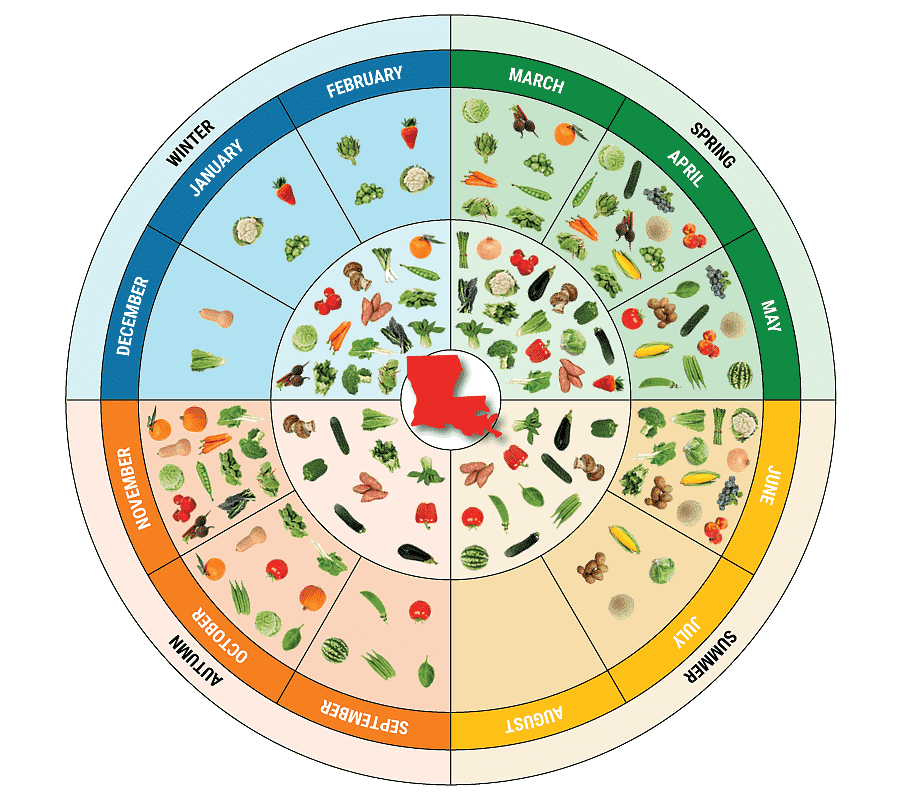 WINTER
SPRING
SUMMER
AUTUMN
JANUARY
FEBRUARY
MARCH
APRIL
MAY
JUNE
JULY
AUGUST
SEPTEMBER
OCTOBER
NOVEMBER
DECEMBER